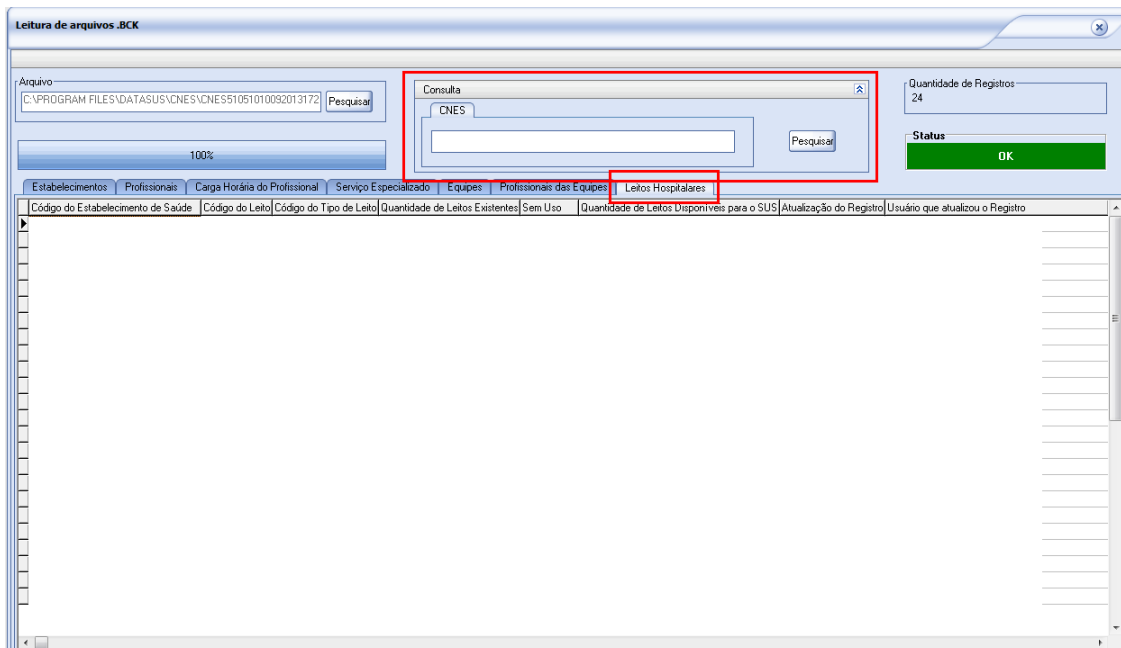 Leitura de arquivos .BCK
Arquivo
C:\PROGRAM FILES\DATASUS\CNES\CNES51051010092013172
Pesquisar
100%
Consulta
CNES
Pesquisar
Quantidade de Registros
24
Status
OK
Estabelecimentos Profissionais Carga Horária do Profissional Serviço Especializado Equipes Profissionais das Equipes Leitos Hospitalares
Código do Estabelecimento de Saúde Código do Leito Código do Tipo de Leito Quantidade de Leitos Existentes Sem Uso Quantidade de Leitos Disponíveis para o SUS Atualização do Registro Usuário que atualizou o Registro